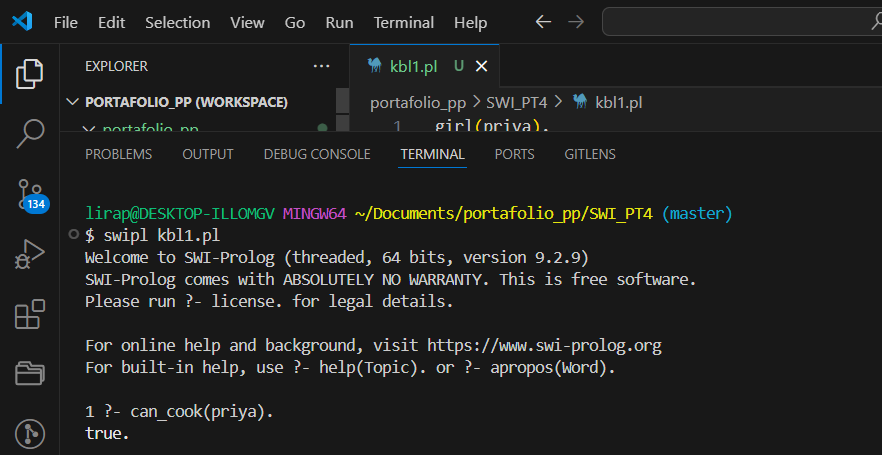 File Edit Selection View Go Run Terminal Help
EXPLORER ...
kbl1.pl U
PORTAFOLIO_PP (WORKSPACE)
portafolio_pp > SWI_PT4 > kbl1.pl
portafolio_pp
1 girl(priya).
PROBLEMS OUTPUT DEBUG CONSOLE TERMINAL PORTS GITLENS
134
lirap@DESKTOP-ILLOMGV MINGW64 ~/Documents/portafolio_pp/SWI_PT4 (master)
$ swipl kbl1.pl
Welcome to SWI-Prolog (threaded, 64 bits, version 9.2.9)
SWI-Prolog comes with ABSOLUTELY NO WARRANTY. This is free software.
Please run ?- license. for legal details.
For online help and background, visit https://www.swi-prolog.org
For built-in help, use ?- help(Topic). or ?- apropos(Word).
1 ?- can_cook(priya).
true.